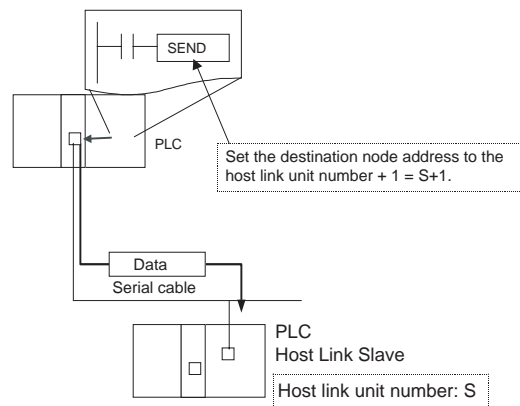 SEND
PLC
Set the destination node address to the
host link unit number + 1 = S+1.
Data
Serial cable
PLC
Host Link Slave
Host link unit number: S